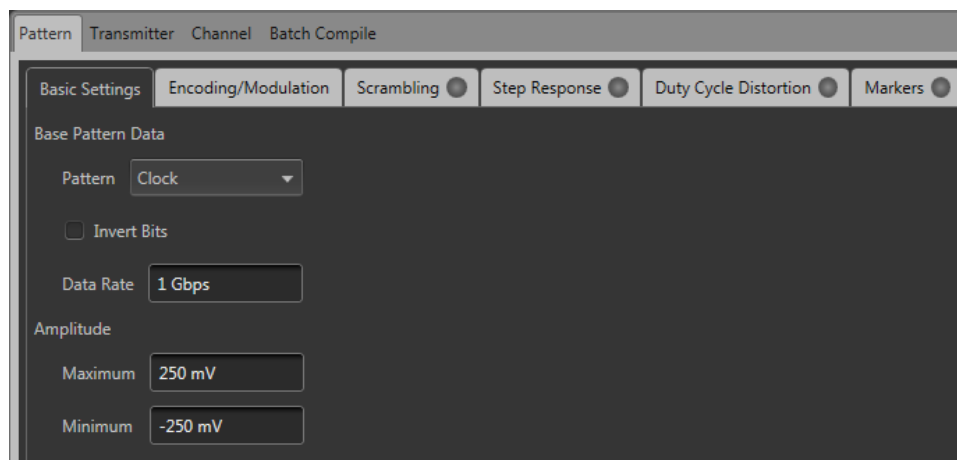 Pattern Transmitter Channel Batch Compile
Basic Settings Encoding/Modulation Scrambling Step Response Duty Cycle Distortion Markers
Base Pattern Data
Pattern Clock
Invert Bits
Data Rate 1 Gbps
Amplitude
Maximum 250 mV
Minimum -250 mV